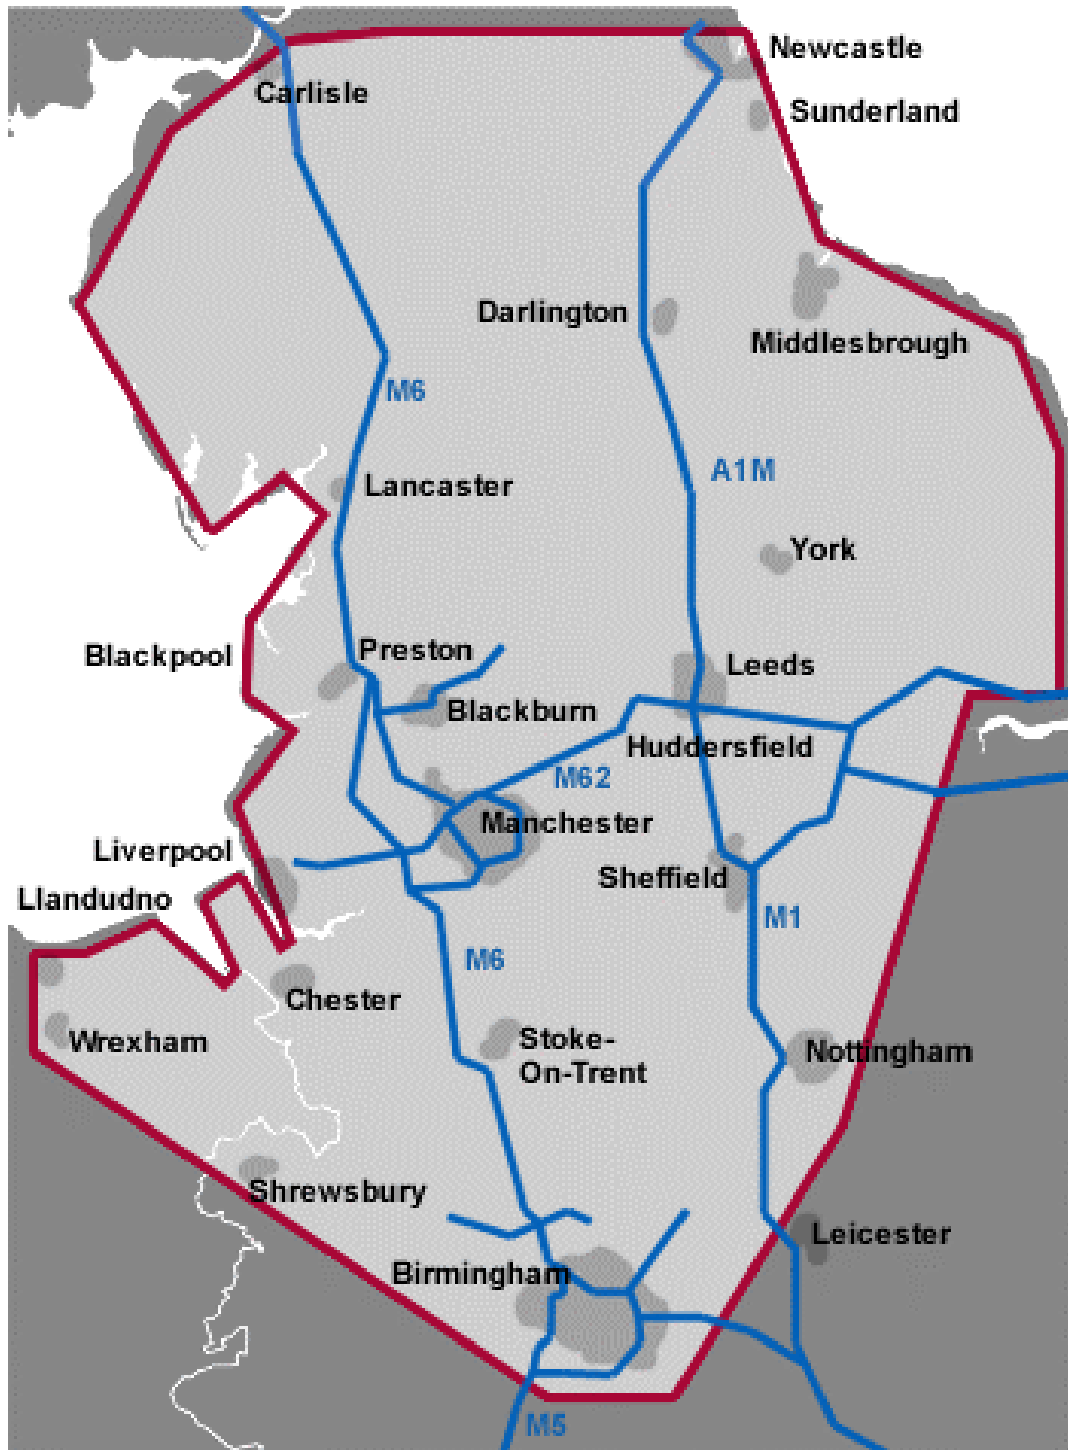 Newcastle
Carlisle
Sunderland
Darlington
Middlesbrough
M6
A1M
Lancaster
York
Blackpool
Preston
Leeds
Blackburn
Huddersfield
M62
Manchester
Liverpool
Sheffield
Llandudno
M1
M6
Chester
Wrexham
Stoke-
On-Trent
Nottingham
Shrewsbury
Leicester
Birmingham
M5